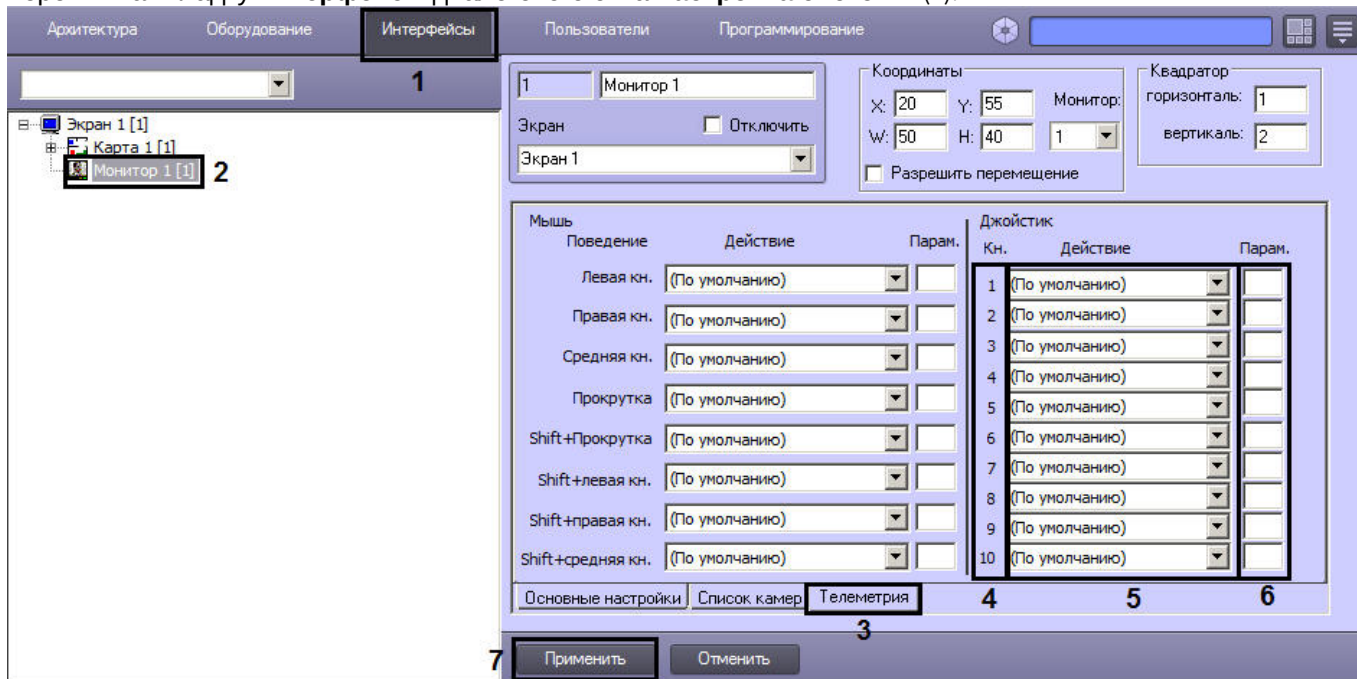 Архитектура Оборудование Интерфейсы Пользователи Программирование
1
Экран 1 [1]
Карта 1 [1]
Монитор 1 [1] 2
1 Монитор 1
Экран Отключить
Экран 1
Координаты
X: 20 Y: 55 Монитор:
W: 50 H: 40 1
Разрешить перемещение
Квадратор
горизонталь: 1
вертикаль: 2
Мышь
Поведение Действие Парам.
Левая кн. (По умолчанию)
Правая кн. (По умолчанию)
Средняя кн. (По умолчанию)
Прокрутка (По умолчанию)
Shift+Прокрутка (По умолчанию)
Shift+левая кн. (По умолчанию)
Shift+правая кн. (По умолчанию)
Shift+средняя кн. (По умолчанию)
Джойстик
Кн. Действие Парам.
1 (По умолчанию)
2 (По умолчанию)
3 (По умолчанию)
4 (По умолчанию)
5 (По умолчанию)
6 (По умолчанию)
7 (По умолчанию)
8 (По умолчанию)
9 (По умолчанию)
10 (По умолчанию)
Основные настройки Список камер Телеметрия 4 5 6
3
7 Применить Отменить